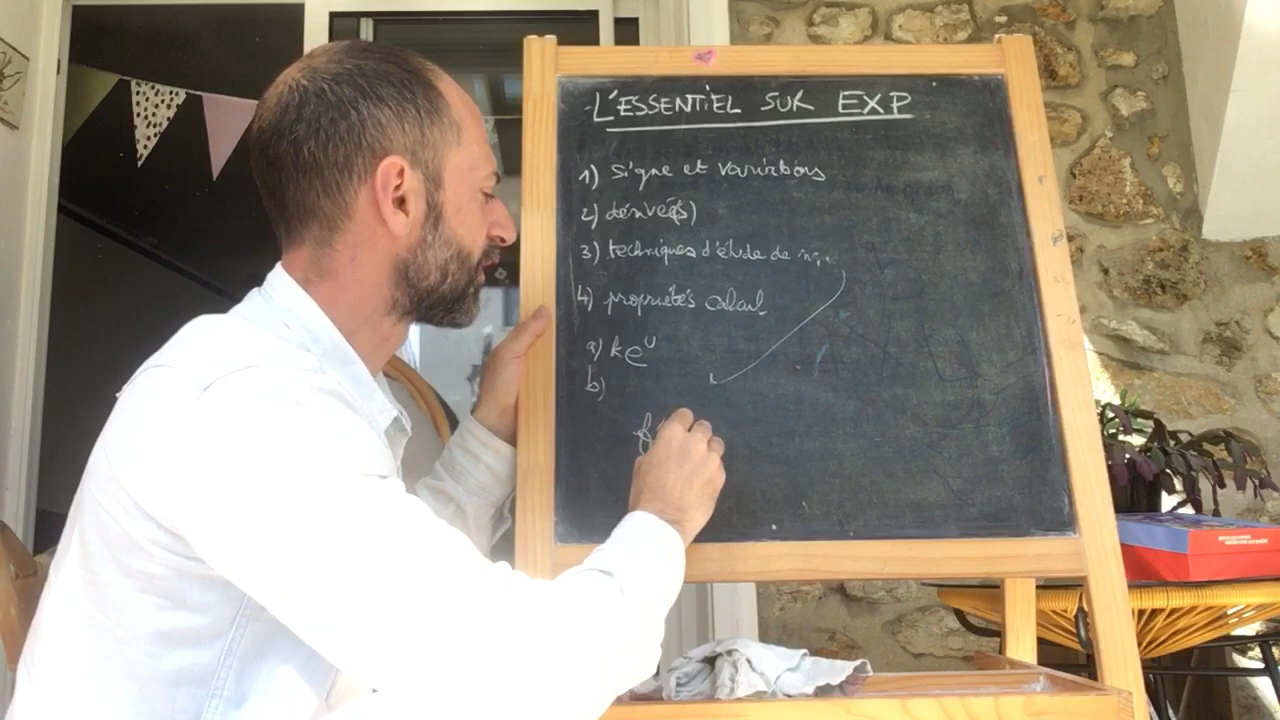 L'ESSENTIEL SUR EXP
1) signe et variations
2) dérivée(s)
3) techniques d'étude de
4) propriétés calcul
a) ke^u
b)